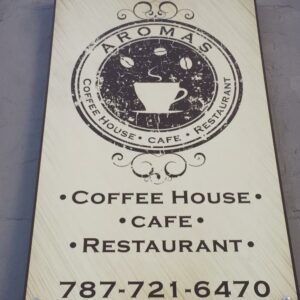 AROMAS
COFFEE HOUSE • CAFE • RESTAURANT
• COFFEE HOUSE •
• CAFE •
• RESTAURANT •
787-721-6470